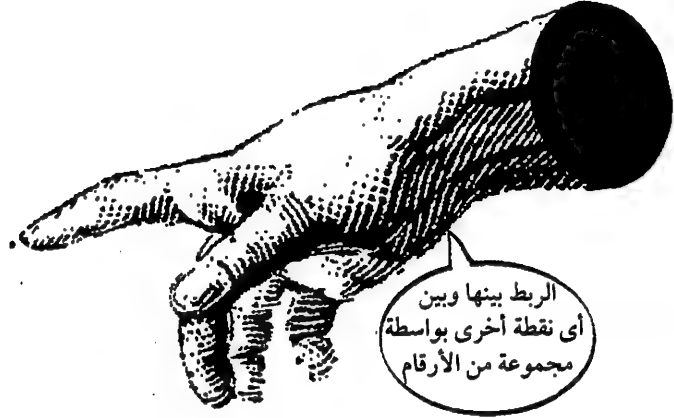 الربط بينها وبين
أى نقطة أخرى بواسطة
مجموعة من الأرقام